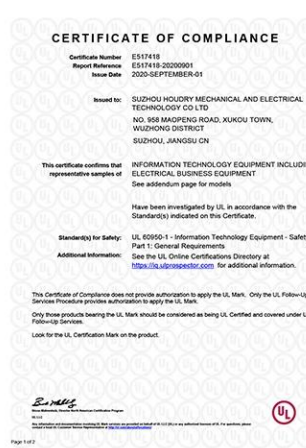 CERTIFICATE OF COMPLIANCE
Certificate Number E517418
Report Reference E517418-20200901
Issue Date 2020-SEPTEMBER-01
Issued to: SUZHOU HOUDRY MECHANICAL AND ELECTRICAL
TECHNOLOGY CO LTD
NO. 958 MAOPENG ROAD, XUKOU TOWN,
WUZHONG DISTRICT
SUZHOU, JIANGSU CN
This certificate confirms that INFORMATION TECHNOLOGY EQUIPMENT INCLUDI
representative samples of ELECTRICAL BUSINESS EQUIPMENT
See addendum page for models
Have been investigated by UL in accordance with the
Standard(s) indicated on this Certificate.
Standard(s) for Safety: UL 60950-1 - Information Technology Equipment - Safet
Part 1: General Requirements
Additional Information: See the UL Online Certifications Directory at
https://iq.ulprospector.com for additional information.
This Certificate of Compliance does not provide authorization to apply the UL Mark. Only the UL Follow-Up
Services Procedure provides authorization to apply the UL Mark.
Only those products bearing the UL Mark should be considered as being UL Certified and covered under U
Follow-Up Services.
Look for the UL Certification Mark on the product.
UL
Page 1 of 2